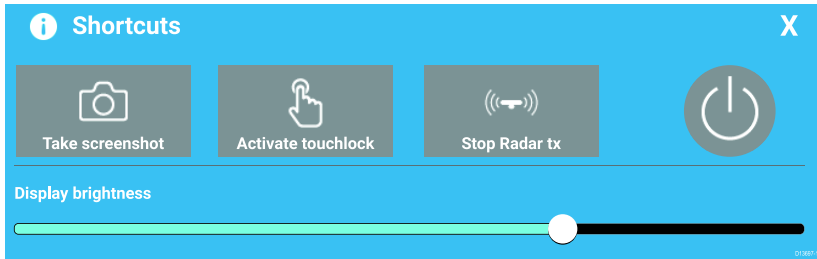 Shortcuts
X
Take screenshot
Activate touchlock
Stop Radar tx
Display brightness